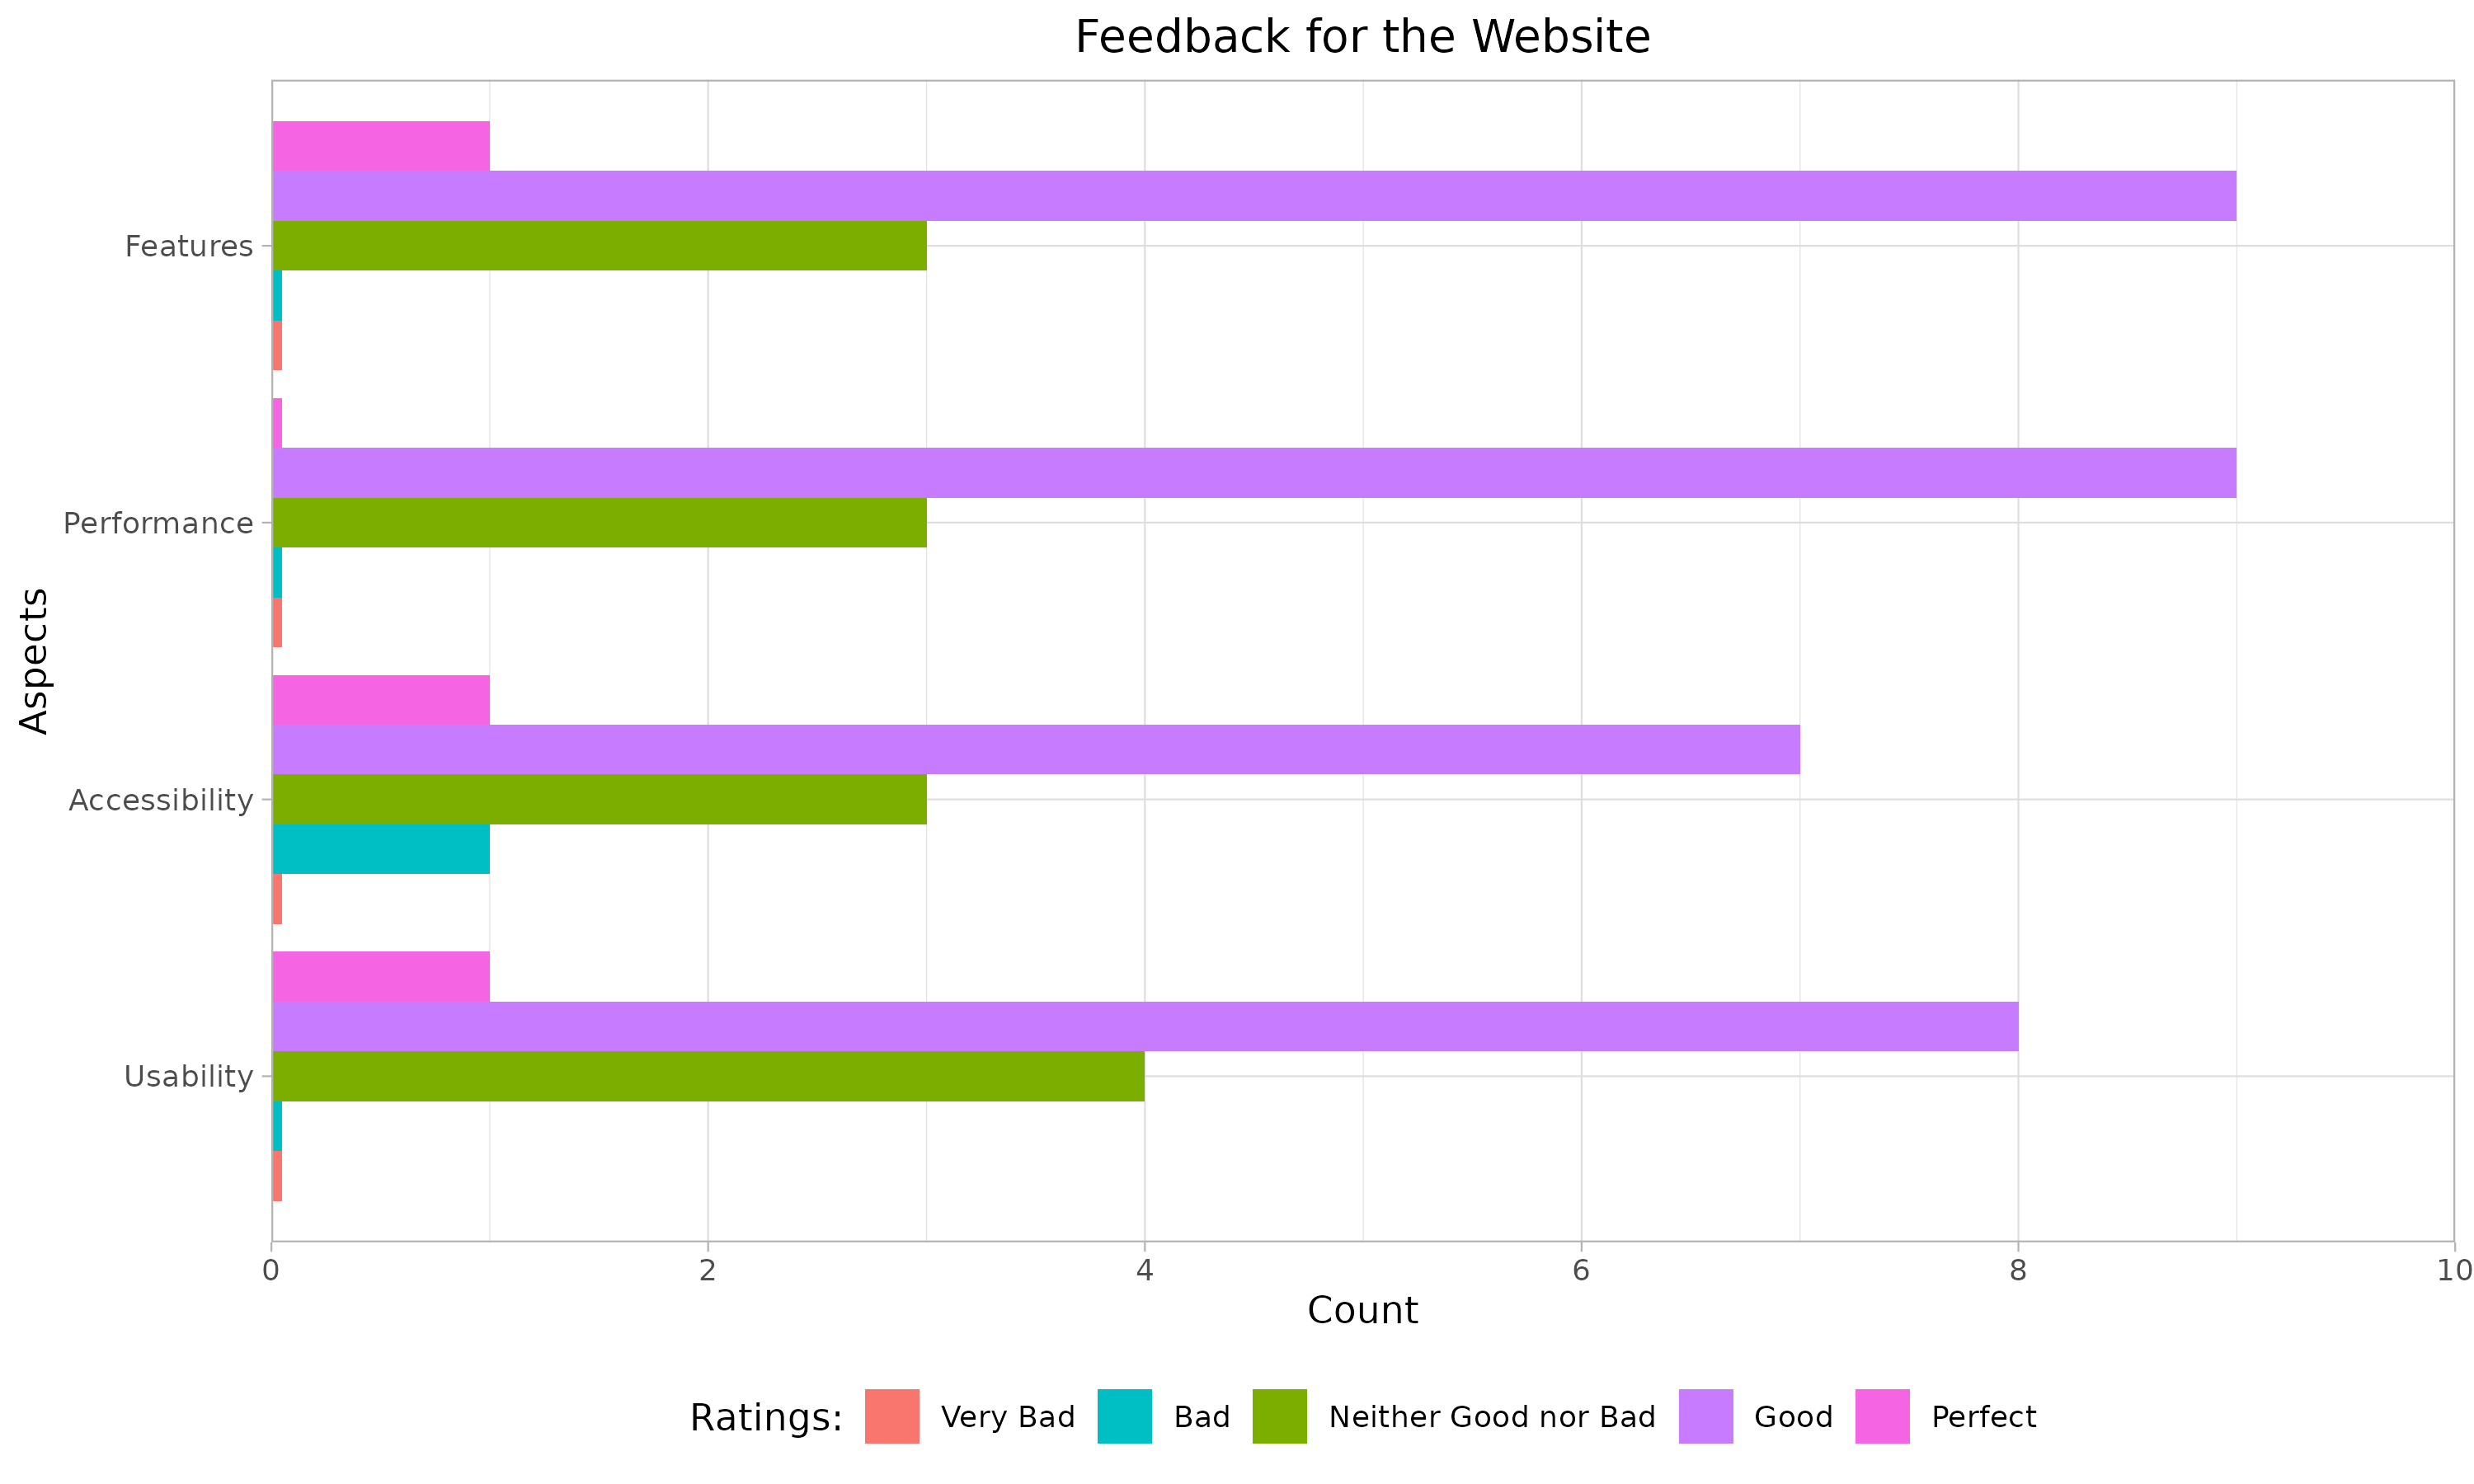 Feedback for the Website
Features
Performance
Accessibility
Usability
Aspects
0 2 4 6 8 10
Count
Ratings: Very Bad Bad Neither Good nor Bad Good Perfect